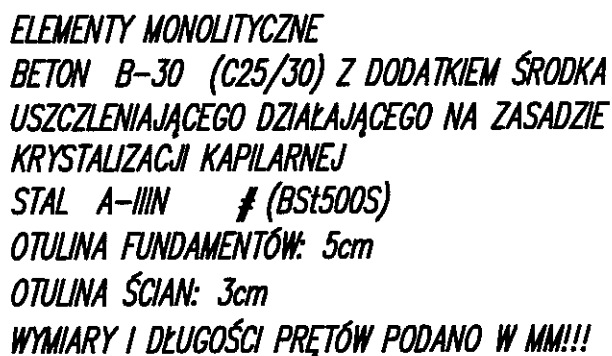 ELEMENTY MONOLITYCZNE
BETON B-30 (C25/30) Z DODATKIEM ŚRODKA
USZCZLENIAJĄCEGO DZIAŁAJĄCEGO NA ZASADZIE
KRYSTALIZACJI KAPILARNEJ
STAL A-IIIN # (BSt500S)
OTULINA FUNDAMENTÓW: 5cm
OTULINA ŚCIAN: 3cm
WYMIARY I DŁUGOŚCI PRĘTÓW PODANO W MM!!!